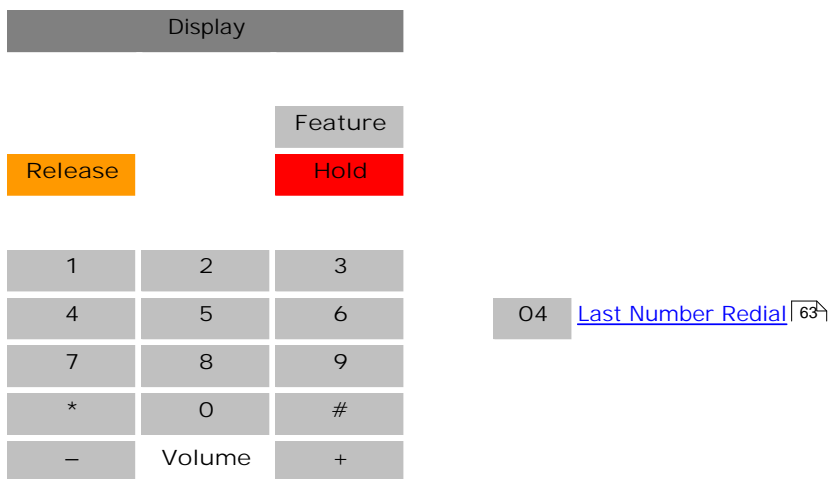 Display
Feature
Release Hold
1 2 3
4 5 6 04 Last Number Redial 63
7 8 9
* 0 #
– Volume +